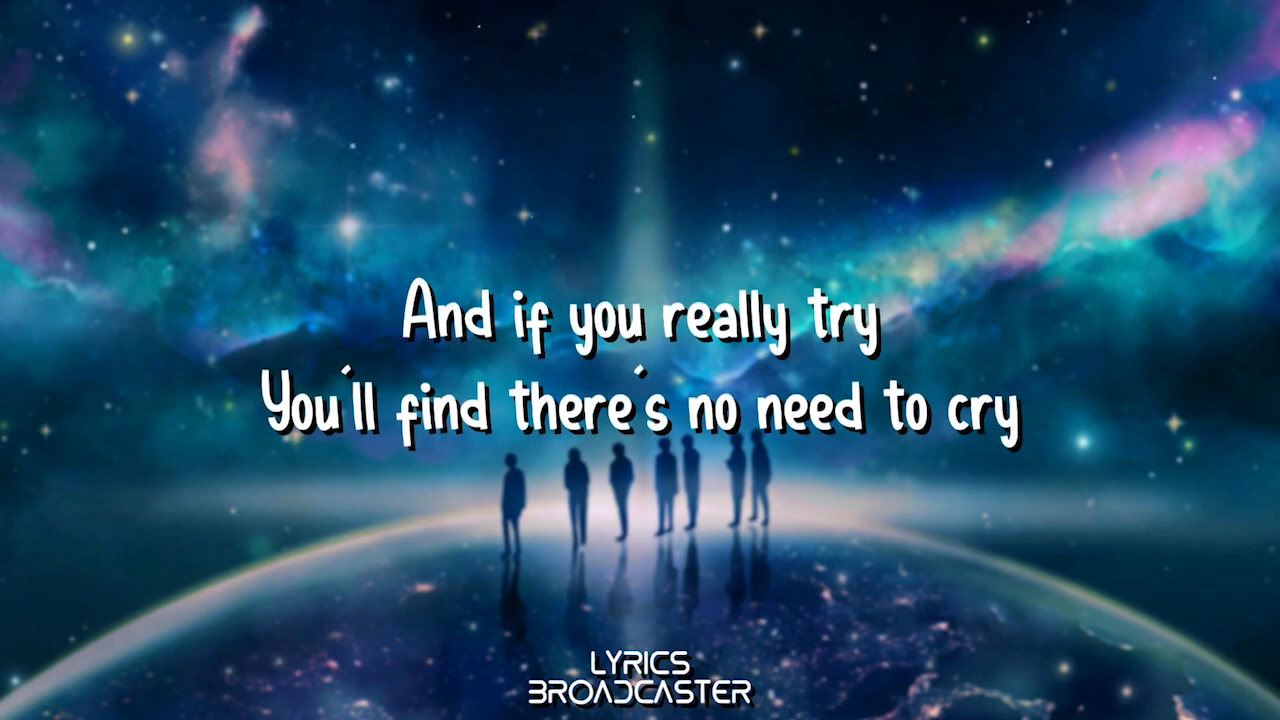 And if you really try
You'll find there's no need to cry
LYRICS
BROADCASTER